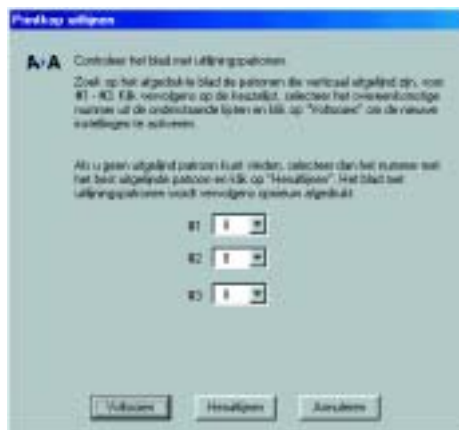 Printkop uitlijnen
A A Controleer het blad met uitlijningspatronen.
Zoek op het afgedrukte blad de patronen die verticaal uitgelijnd zijn, voor
#1 - #3. Klik vervolgens op de keuzelijst, selecteer het overeenkomstige
nummer uit de onderstaande lijsten en klik op "Voltooien" om de nieuwe
instellingen te activeren.
Als u geen uitgelijnd patroon kunt vinden, selecteer dan het nummer met
het best uitgelijnde patroon en klik op "Heruitlijnen". Het blad met
uitlijningspatronen wordt vervolgens opnieuw afgedrukt.
#1
#2
#3
Voltooien Heruitlijnen Annuleren